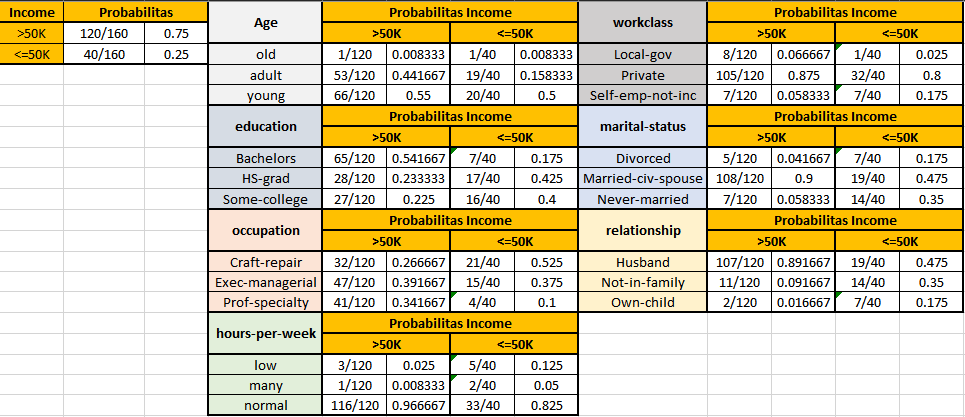 Income Probabilitas Age Probabilitas Income workclass Probabilitas Income
>50K 120/160 0.75 >50K <=50K >50K <=50K
<=50K 40/160 0.25 old 1/120 0.008333 1/40 0.008333 Local-gov 8/120 0.066667 1/40 0.025
adult 53/120 0.441667 19/40 0.158333 Private 105/120 0.875 32/40 0.8
young 66/120 0.55 20/40 0.5 Self-emp-not-inc 7/120 0.058333 7/40 0.175
education Probabilitas Income marital-status Probabilitas Income
>50K <=50K >50K <=50K
Bachelors 65/120 0.541667 7/40 0.175 Divorced 5/120 0.041667 7/40 0.175
HS-grad 28/120 0.233333 17/40 0.425 Married-civ-spouse 108/120 0.9 19/40 0.475
Some-college 27/120 0.225 16/40 0.4 Never-married 7/120 0.058333 14/40 0.35
occupation Probabilitas Income relationship Probabilitas Income
>50K <=50K >50K <=50K
Craft-repair 32/120 0.266667 21/40 0.525 Husband 107/120 0.891667 19/40 0.475
Exec-managerial 47/120 0.391667 15/40 0.375 Not-in-family 11/120 0.091667 14/40 0.35
Prof-specialty 41/120 0.341667 4/40 0.1 Own-child 2/120 0.016667 7/40 0.175
hours-per-week Probabilitas Income
>50K <=50K
low 3/120 0.025 5/40 0.125
many 1/120 0.008333 2/40 0.05
normal 116/120 0.966667 33/40 0.825